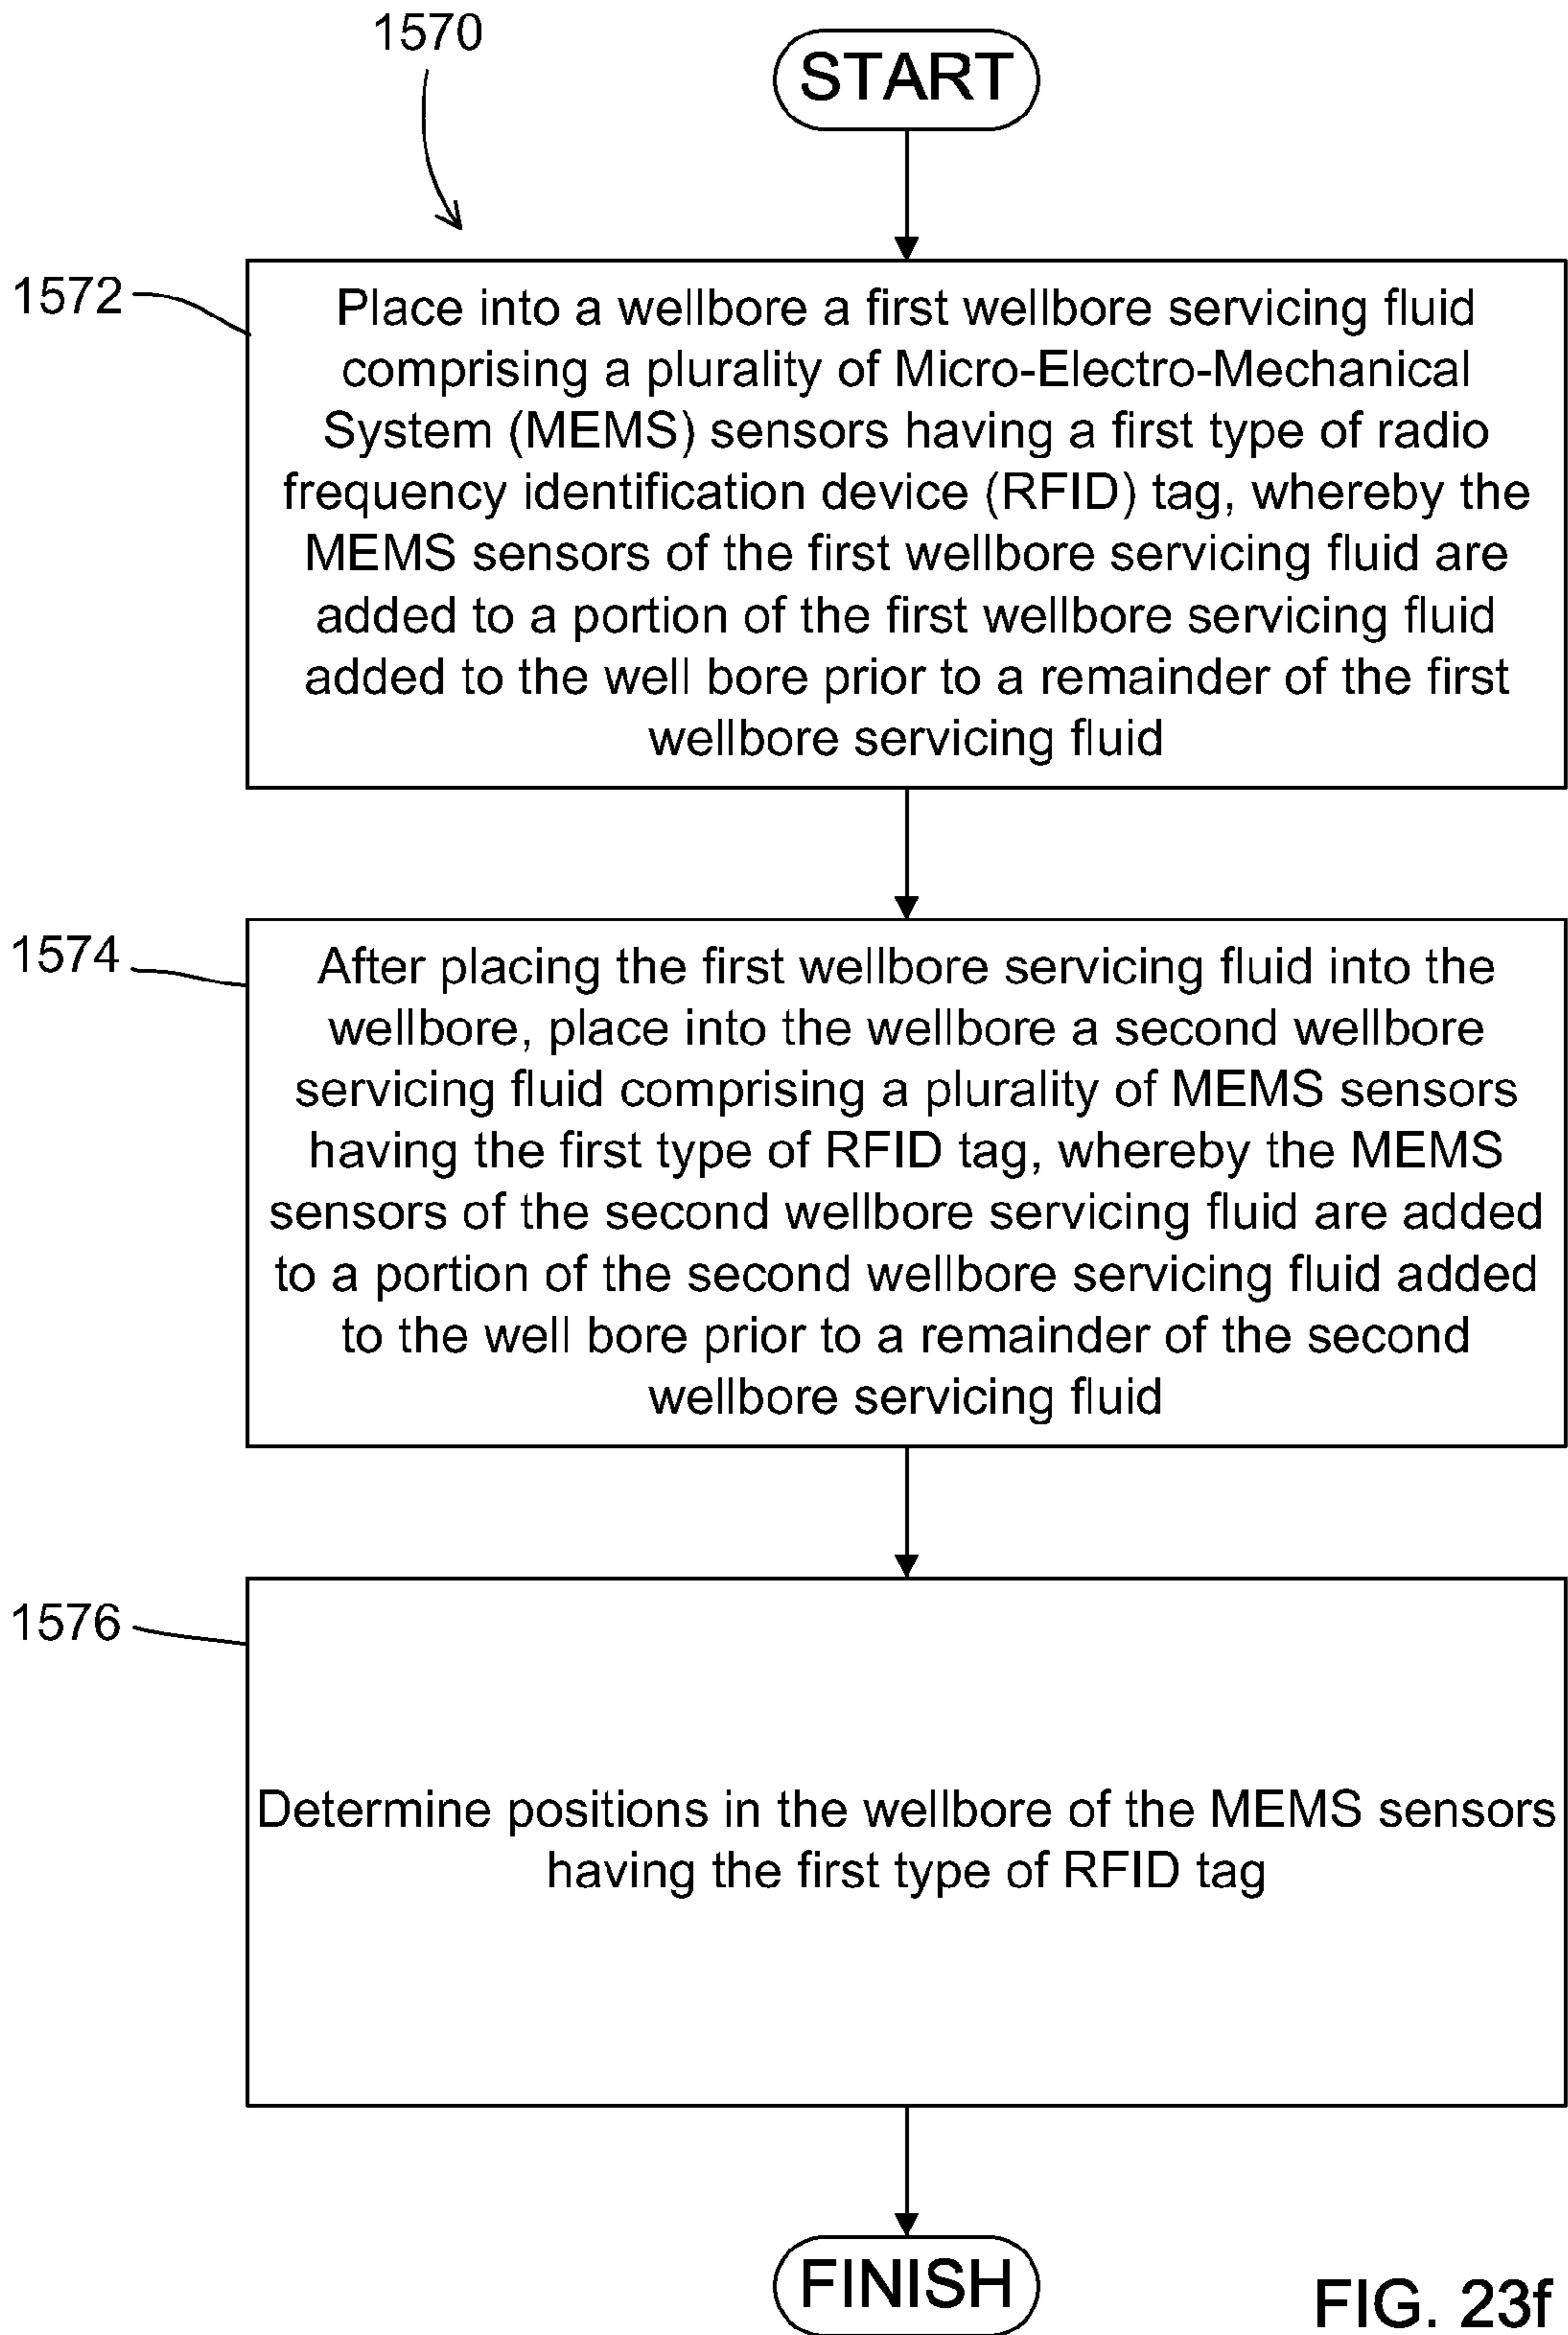 1570
START
1572
Place into a wellbore a first wellbore servicing fluid
comprising a plurality of Micro-Electro-Mechanical
System (MEMS) sensors having a first type of radio
frequency identification device (RFID) tag, whereby the
MEMS sensors of the first wellbore servicing fluid are
added to a portion of the first wellbore servicing fluid
added to the well bore prior to a remainder of the first
wellbore servicing fluid
1574
After placing the first wellbore servicing fluid into the
wellbore, place into the wellbore a second wellbore
servicing fluid comprising a plurality of MEMS sensors
having the first type of RFID tag, whereby the MEMS
sensors of the second wellbore servicing fluid are added
to a portion of the second wellbore servicing fluid added
to the well bore prior to a remainder of the second
wellbore servicing fluid
1576
Determine positions in the wellbore of the MEMS sensors
having the first type of RFID tag
FINISH
FIG. 23f